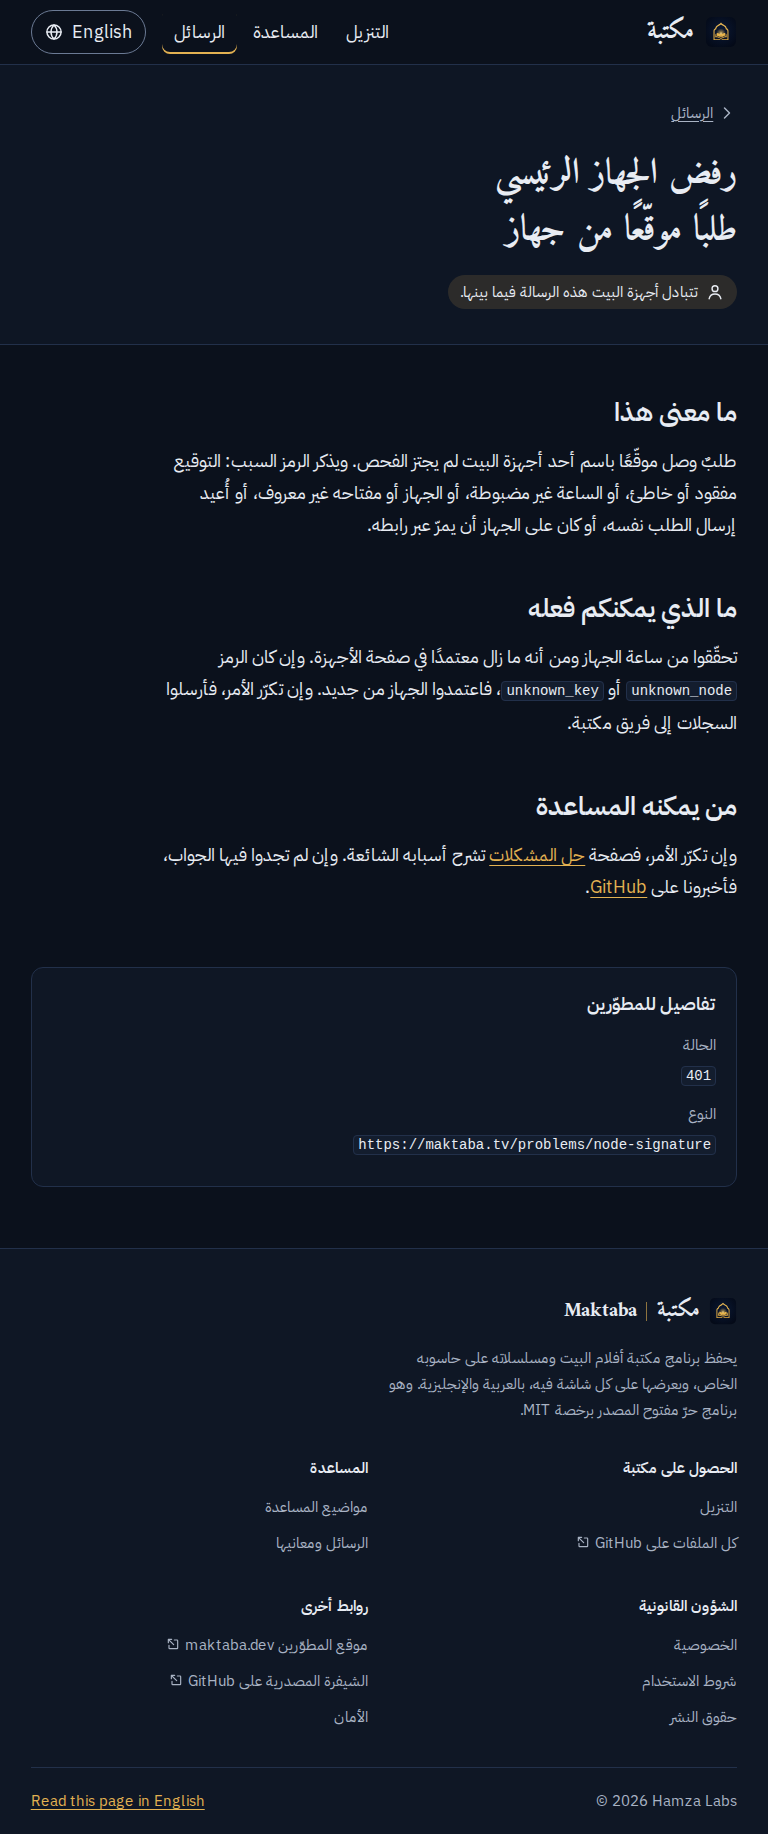 مكتبة
التنزيل
المساعدة
الرسائل
English
الرسائل
رفض الجهاز الرئيسي
طلبًا موقّعًا من جهاز
تتبادل أجهزة البيت هذه الرسالة فيما بينها.
ما معنى هذا
طلبٌ وصل موقّعًا باسم أحد أجهزة البيت لم يجتز الفحص. ويذكر الرمز السبب: التوقيع
مفقود أو خاطئ، أو الساعة غير مضبوطة، أو الجهاز أو مفتاحه غير معروف، أو أُعيد
إرسال الطلب نفسه، أو كان على الجهاز أن يمرّ عبر رابطه.
ما الذي يمكنكم فعله
تحقّقوا من ساعة الجهاز ومن أنه ما زال معتمدًا في صفحة الأجهزة. وإن كان الرمز
unknown_node أو unknown_key، فاعتمدوا الجهاز من جديد. وإن تكرّر الأمر، فأرسلوا
السجلات إلى فريق مكتبة.
من يمكنه المساعدة
وإن تكرّر الأمر، فصفحة حل المشكلات تشرح أسبابه الشائعة. وإن لم تجدوا فيها الجواب،
فأخبرونا على GitHub.
تفاصيل للمطوّرين
الحالة
401
النوع
https://maktaba.tv/problems/node-signature
مكتبة | Maktaba
يحفظ برنامج مكتبة أفلام البيت ومسلسلاته على حاسوبه
الخاص، ويعرضها على كل شاشة فيه، بالعربية والإنجليزية. وهو
برنامج حرّ مفتوح المصدر برخصة MIT.
الحصول على مكتبة
التنزيل
كل الملفات على GitHub
المساعدة
مواضيع المساعدة
الرسائل ومعانيها
الشؤون القانونية
الخصوصية
شروط الاستخدام
حقوق النشر
روابط أخرى
موقع المطوّرين maktaba.dev
الشيفرة المصدرية على GitHub
الأمان
© 2026 Hamza Labs
Read this page in English